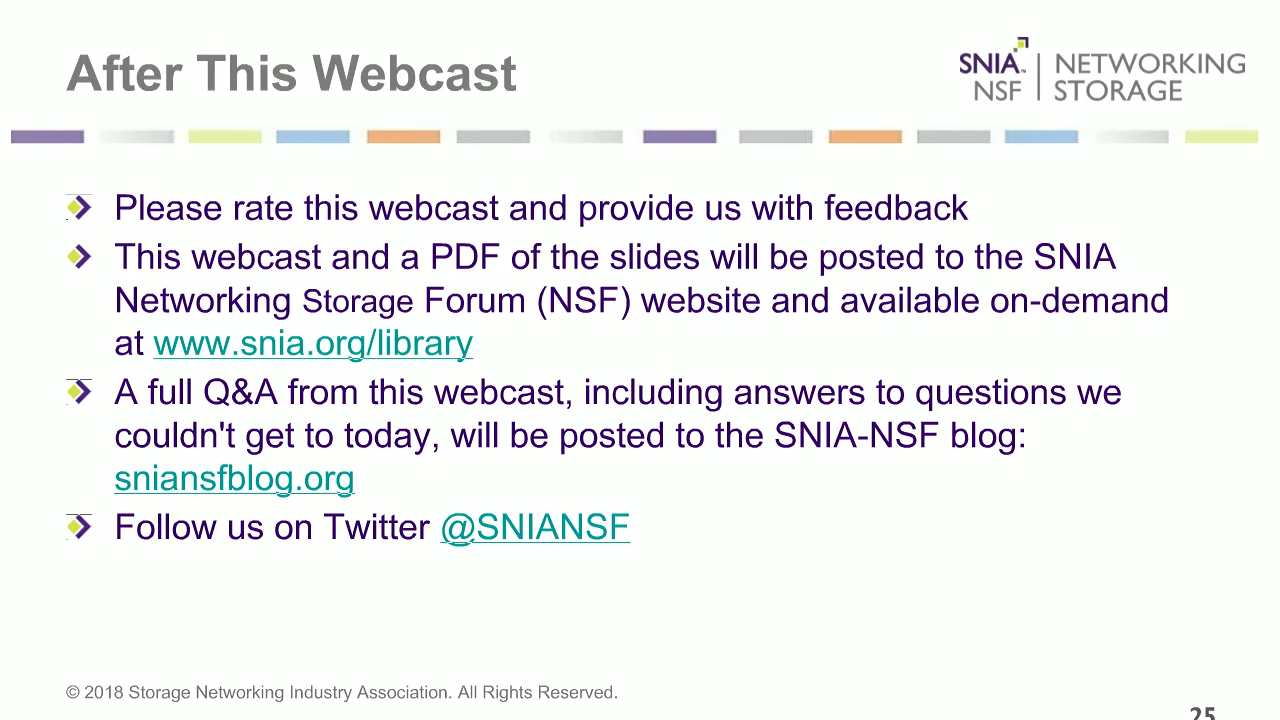 After This Webcast
SNIA™ NSF | NETWORKING STORAGE
Please rate this webcast and provide us with feedback
This webcast and a PDF of the slides will be posted to the SNIA
Networking Storage Forum (NSF) website and available on-demand
at www.snia.org/library
A full Q&A from this webcast, including answers to questions we
couldn't get to today, will be posted to the SNIA-NSF blog:
sniansfblog.org
Follow us on Twitter @SNIANSF
© 2018 Storage Networking Industry Association. All Rights Reserved.
25